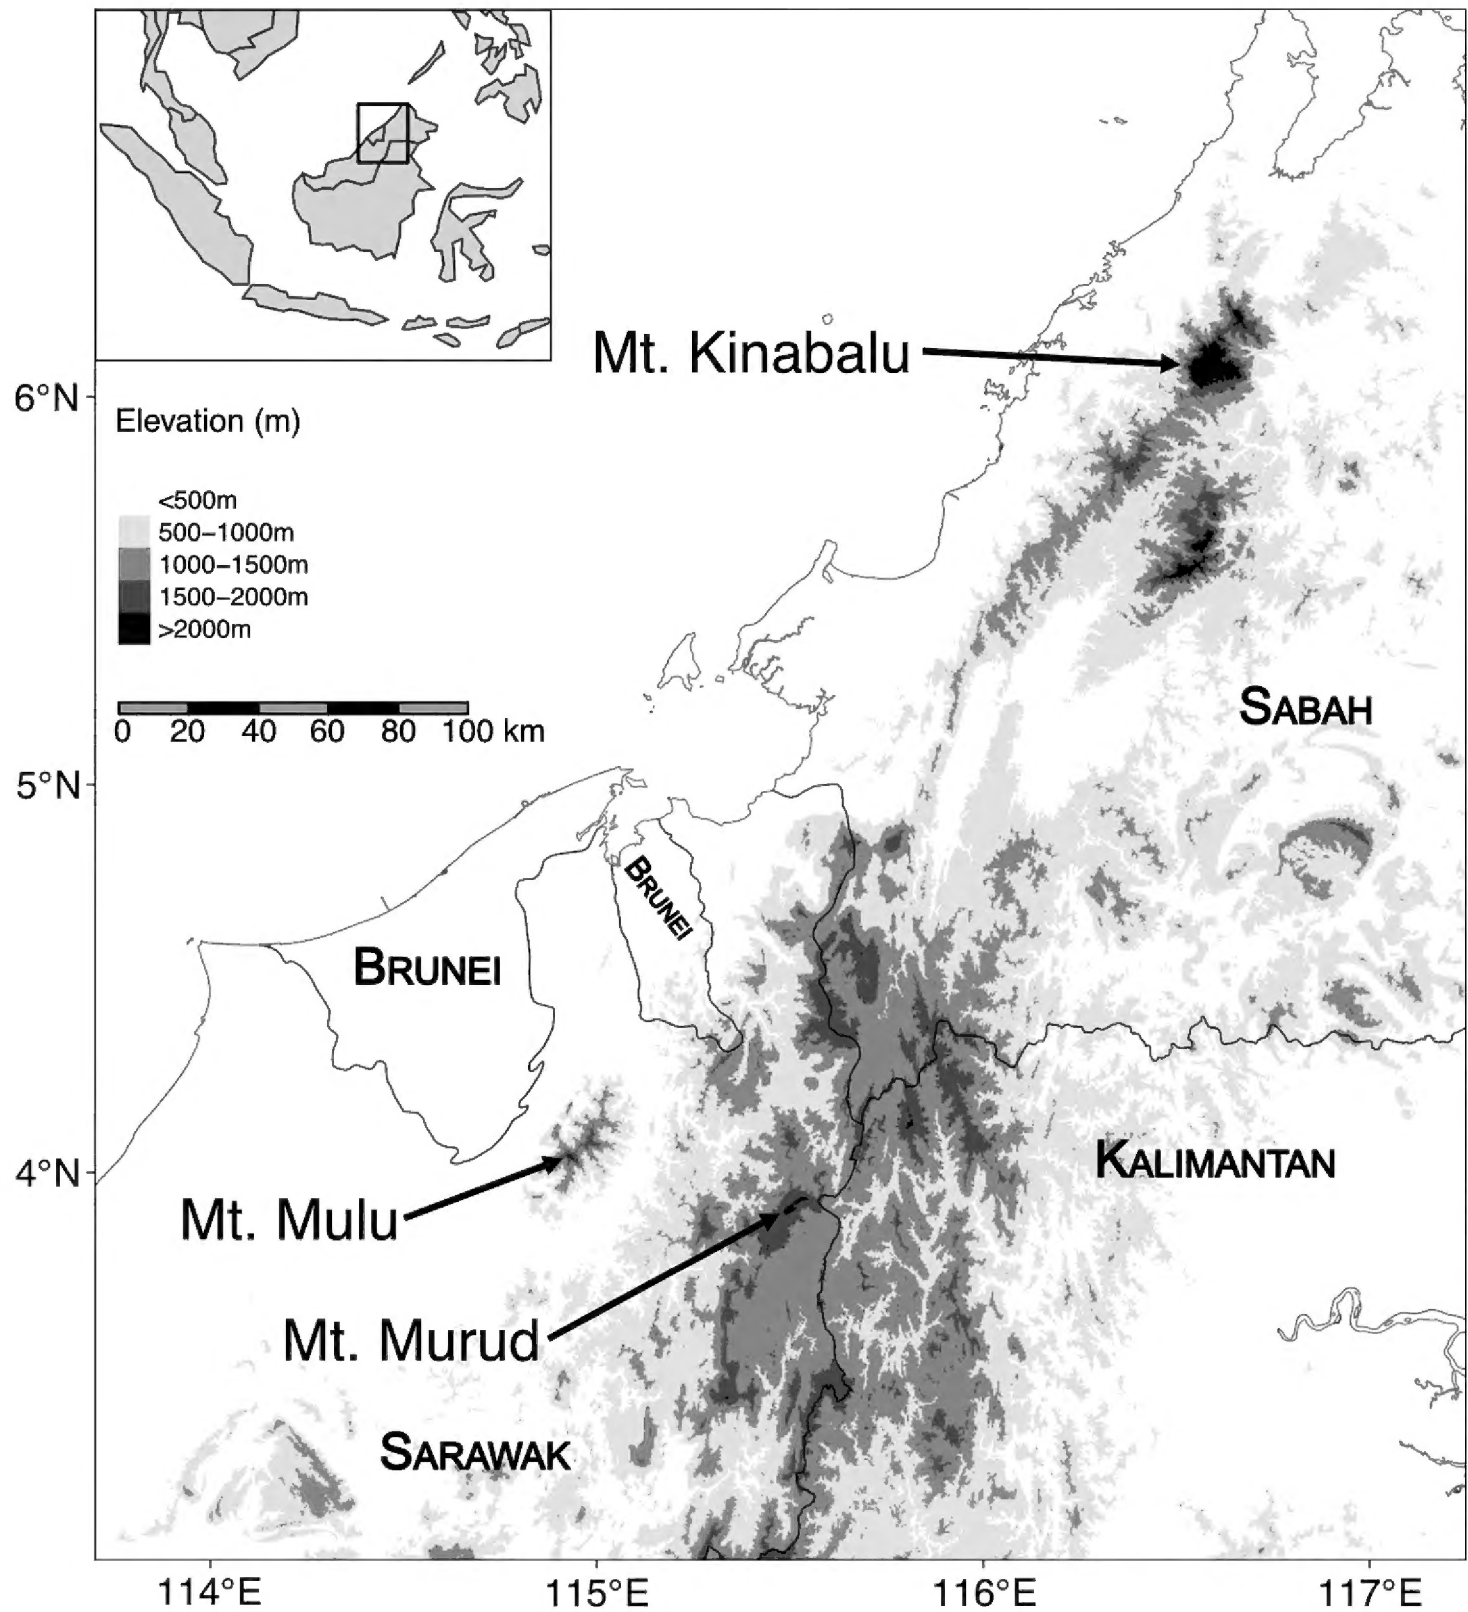 Mt. Kinabalu
6°N
Elevation (m)
<500m
500–1000m
1000–1500m
1500–2000m
>2000m
SABAH
0 20 40 60 80 100 km
5°N
BRUNEI
BRUNEI
4°N
KALIMANTAN
Mt. Mulu
Mt. Murud
SARAWAK
114°E 115°E 116°E 117°E